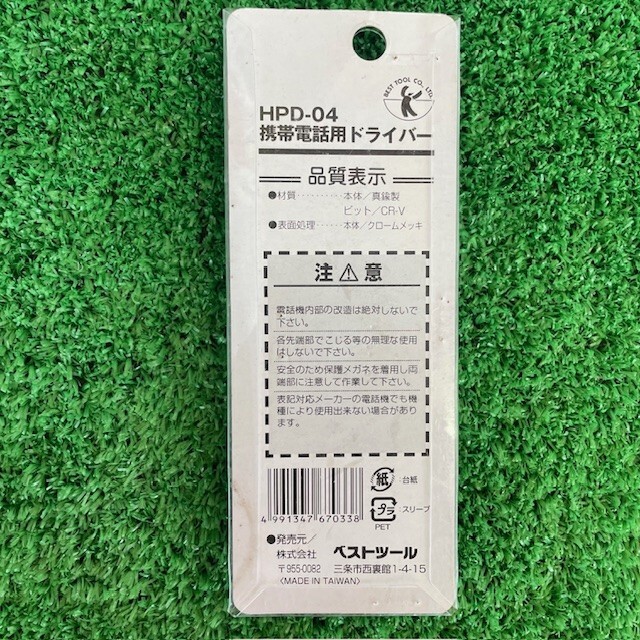 BEST TOOL CO., LTD.
HPD-04
携帯電話用ドライバー
品質表示
●材質·········本体/真鍮製
ビット/CR-V
●表面処理······本体/クロームメッキ
注⚠意
電話機内部の改造は絶対しないで
下さい。
各先端部でこじる等の無理な使用
はしないで下さい。
安全のため保護メガネを着用し両
端部に注意して作業して下さい。
表記対応メーカーの電話機でも機
種により使用出来ない場合があり
ます。
紙:台紙
プラ:スリーブ
PET
4 991347 670338
●発売元/
株式会社 ベストツール
〒955-0082 三条市西裏館1-4-15
〈MADE IN TAIWAN〉